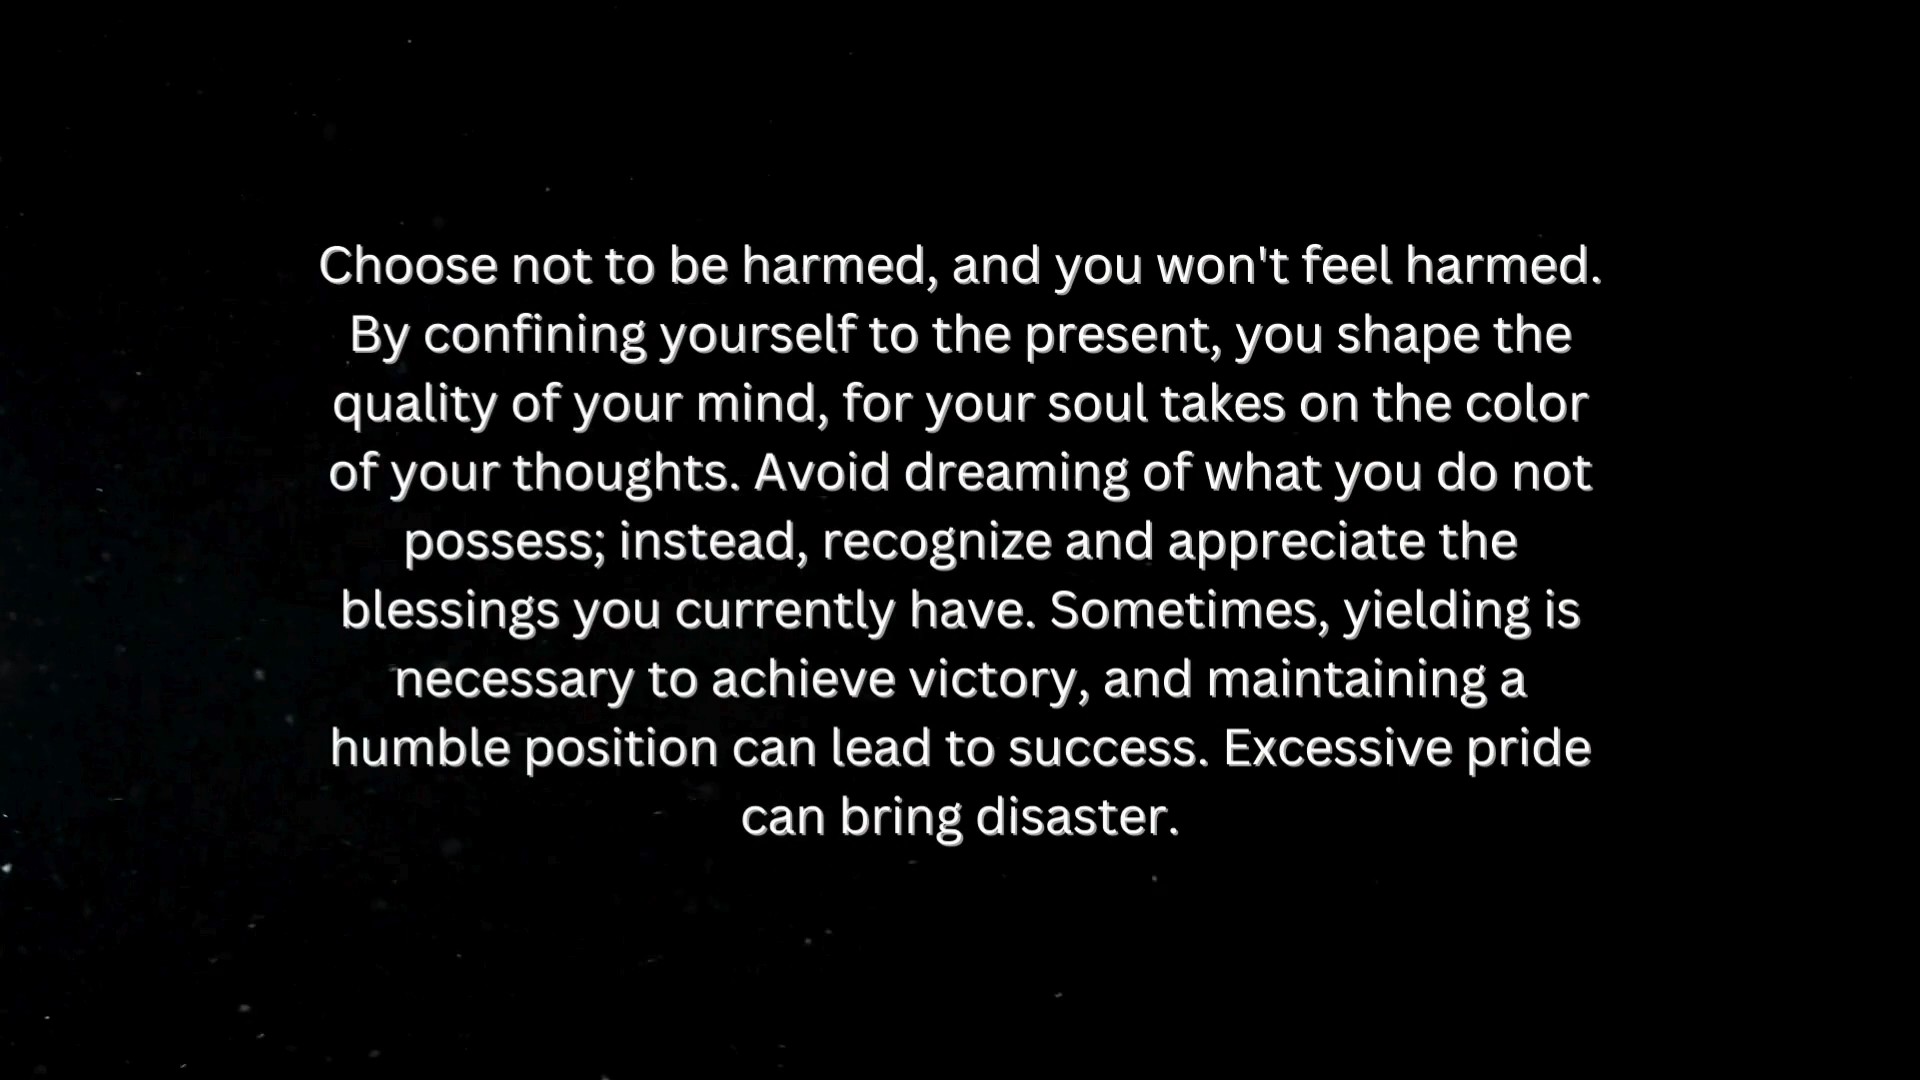 Choose not to be harmed, and you won't feel harmed.
By confining yourself to the present, you shape the
quality of your mind, for your soul takes on the color
of your thoughts. Avoid dreaming of what you do not
possess; instead, recognize and appreciate the
blessings you currently have. Sometimes, yielding is
necessary to achieve victory, and maintaining a
humble position can lead to success. Excessive pride
can bring disaster.